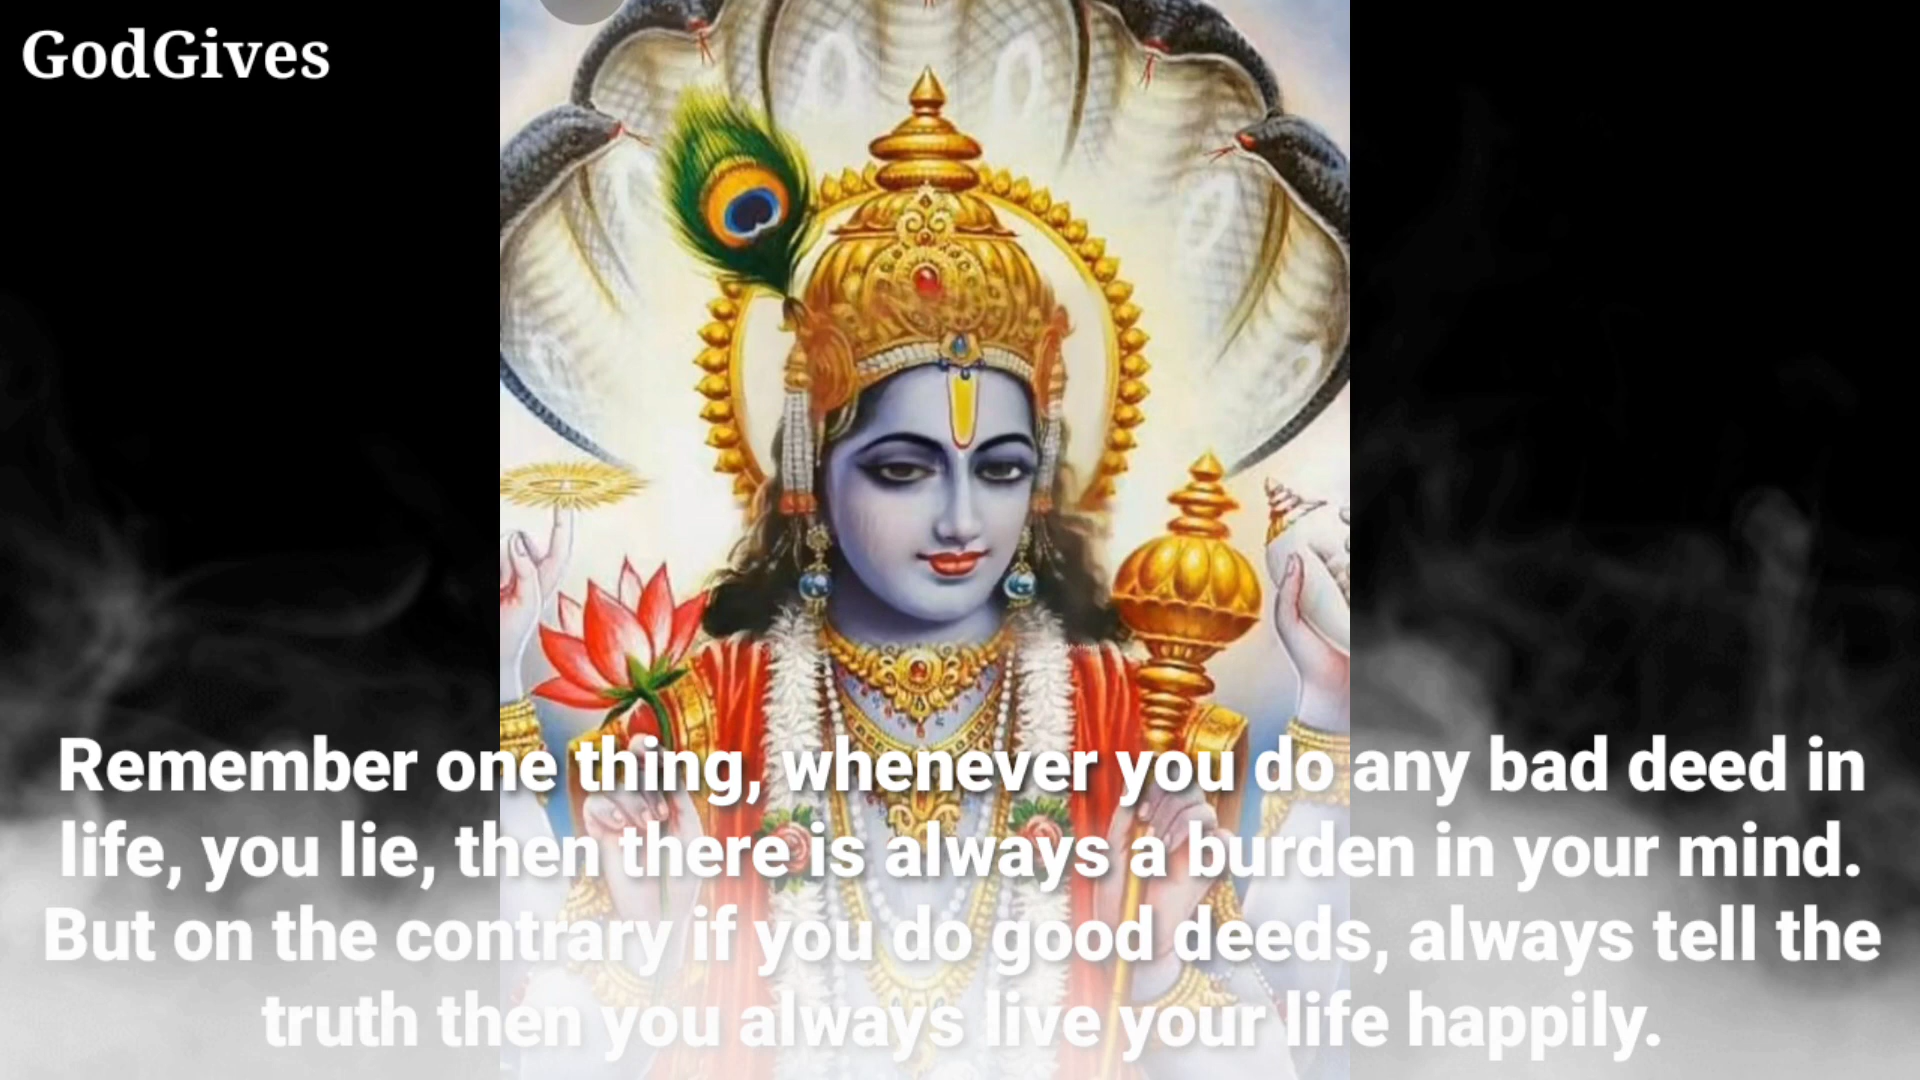 GodGives
Remember one thing, whenever you do any bad deed in
life, you lie, then there is always a burden in your mind.
But on the contrary if you do good deeds, always tell the
truth then you always live your life happily.